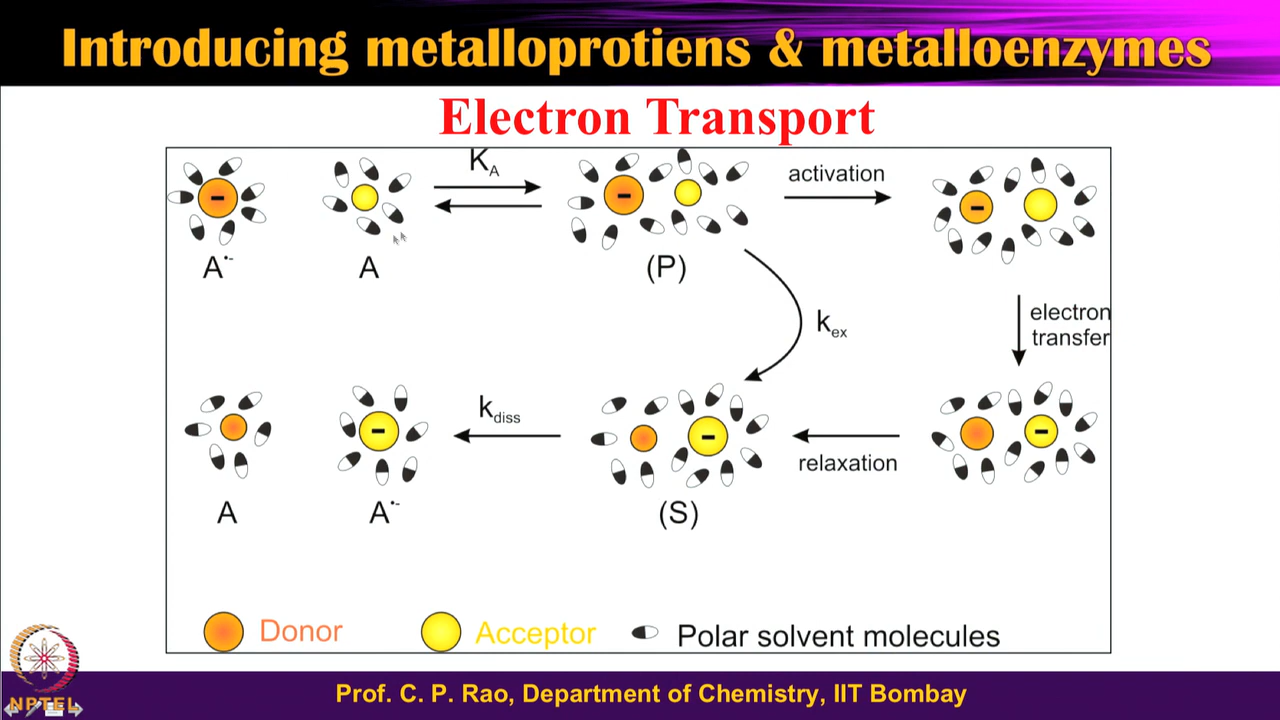 Introducing metalloprotiens & metalloenzymes
Electron Transport
K_A
activation
A•-
A
(P)
k_ex
electron
transfer
k_diss
relaxation
A
A•-
(S)
Donor
Acceptor
Polar solvent molecules
Prof. C. P. Rao, Department of Chemistry, IIT Bombay
NPTEL